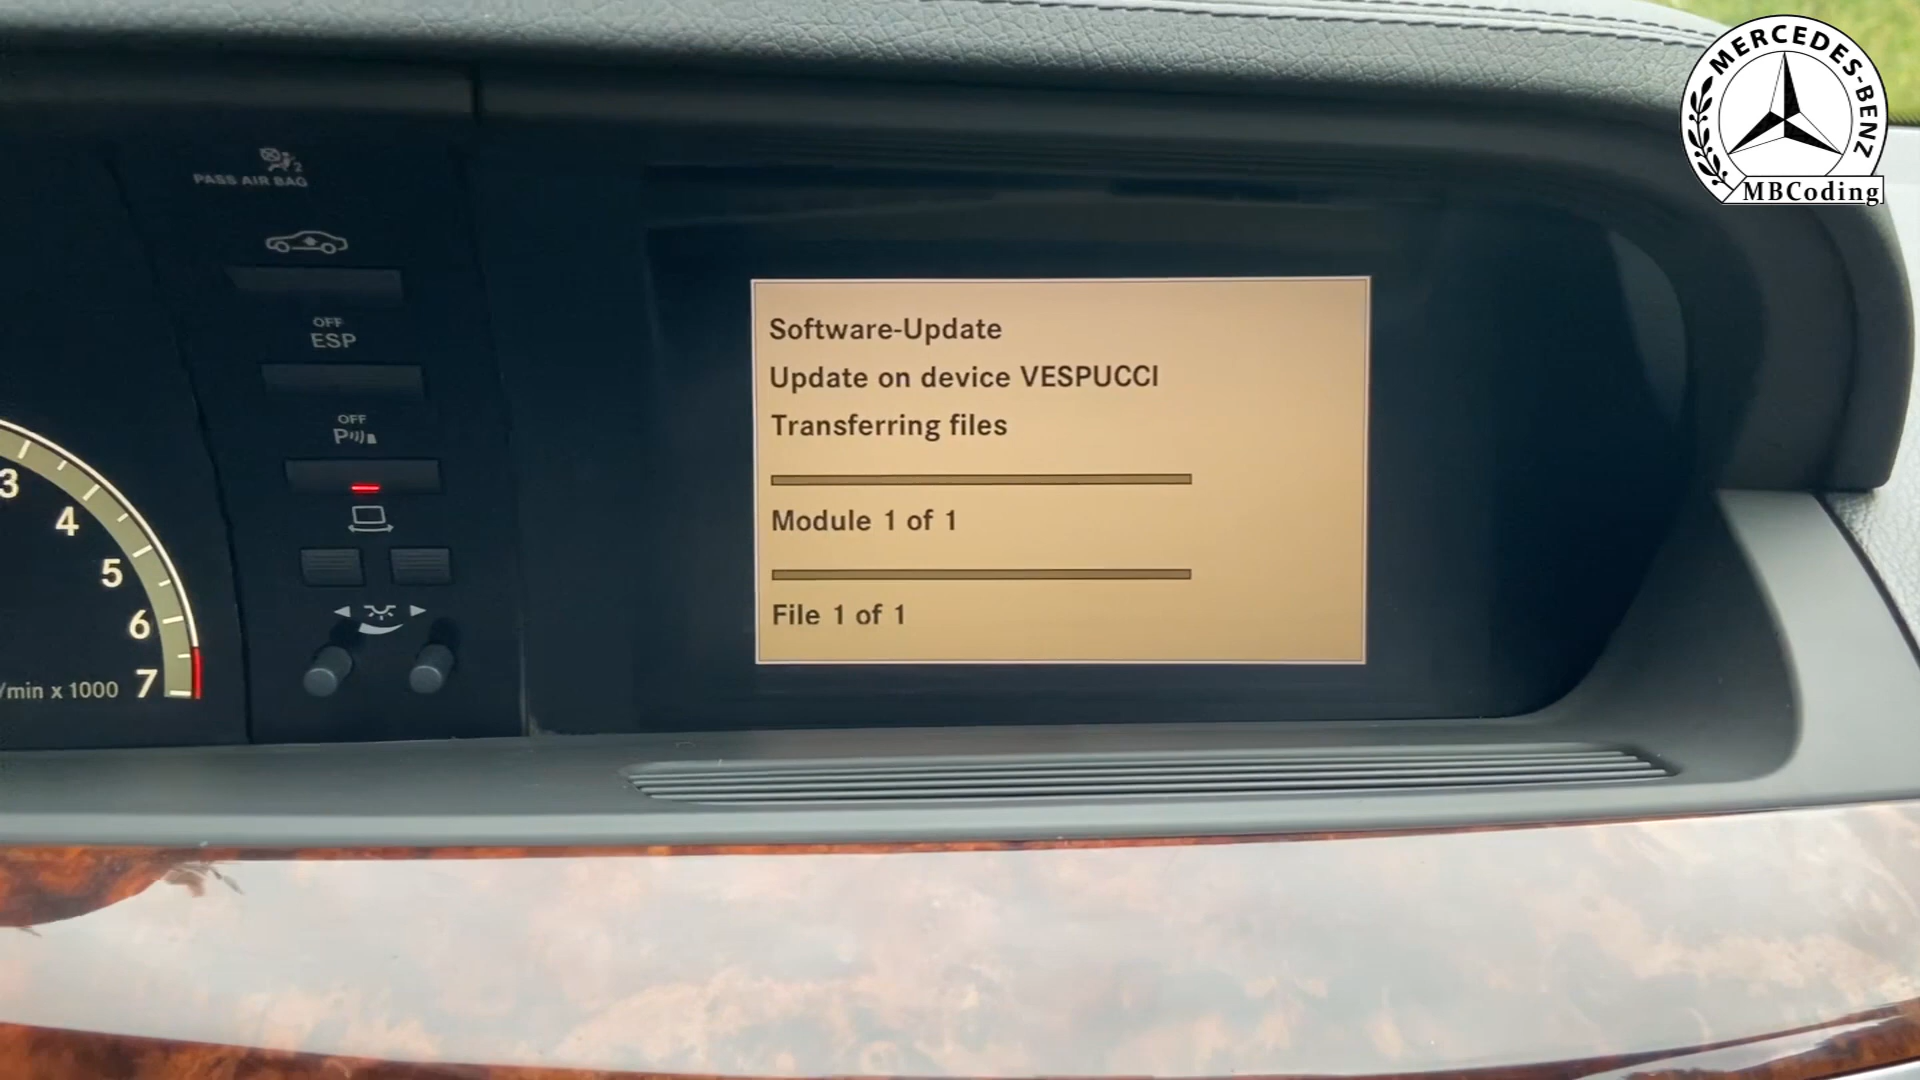 MERCEDES-BENZ
MBCoding
PASS AIR BAG
OFF
ESP
OFF
P
3
4
5
6
7
/min x 1000
Software-Update
Update on device VESPUCCI
Transferring files
Module 1 of 1
File 1 of 1